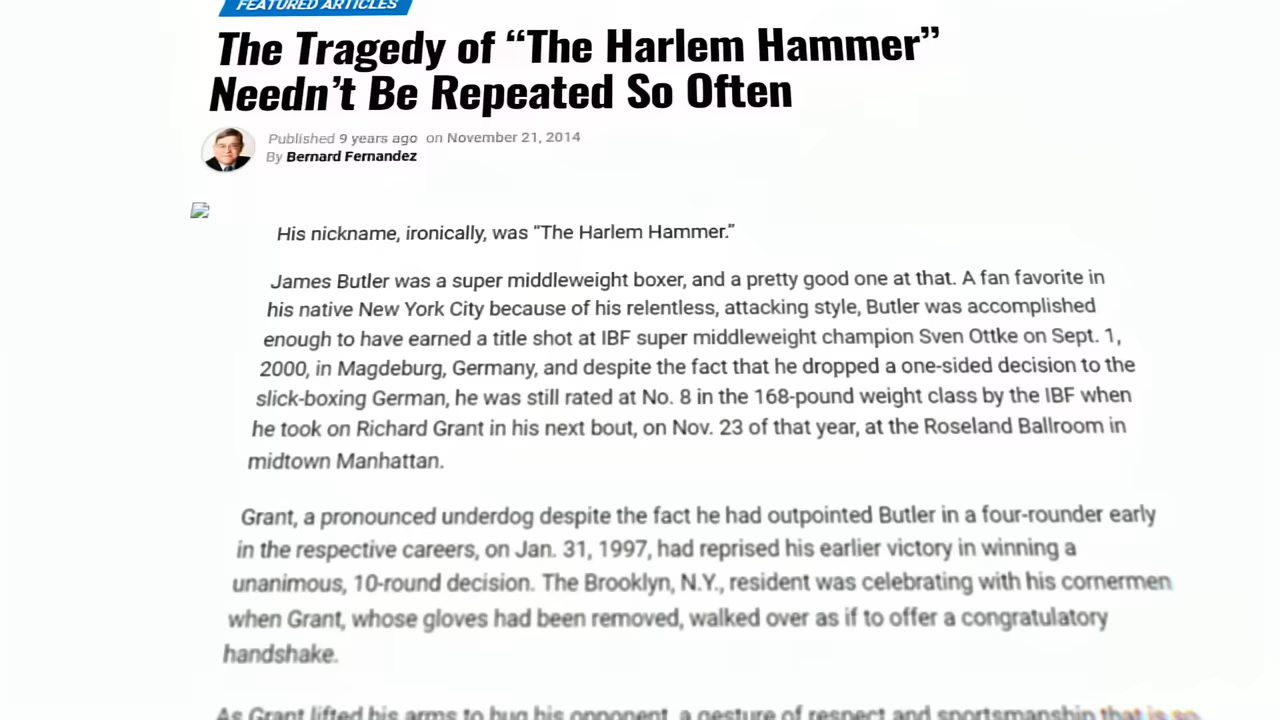 FEATURED ARTICLES
The Tragedy of “The Harlem Hammer”
Needn’t Be Repeated So Often
Published 9 years ago on November 21, 2014
By Bernard Fernandez
His nickname, ironically, was “The Harlem Hammer.”
James Butler was a super middleweight boxer, and a pretty good one at that. A fan favorite in
his native New York City because of his relentless, attacking style, Butler was accomplished
enough to have earned a title shot at IBF super middleweight champion Sven Ottke on Sept. 1,
2000, in Magdeburg, Germany, and despite the fact that he dropped a one-sided decision to the
slick-boxing German, he was still rated at No. 8 in the 168-pound weight class by the IBF when
he took on Richard Grant in his next bout, on Nov. 23 of that year, at the Roseland Ballroom in
midtown Manhattan.
Grant, a pronounced underdog despite the fact he had outpointed Butler in a four-rounder early
in the respective careers, on Jan. 31, 1997, had reprised his earlier victory in winning a
unanimous, 10-round decision. The Brooklyn, N.Y., resident was celebrating with his cornermen
when Grant, whose gloves had been removed, walked over as if to offer a congratulatory
handshake.
As Grant lifted his arms to hug his opponent, a gesture of respect and sportsmanship that is so